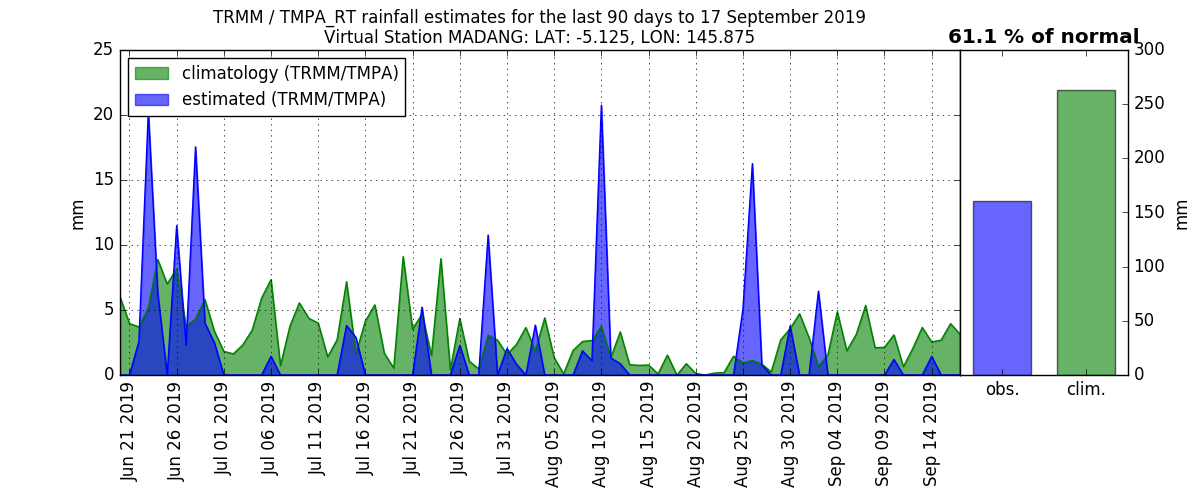 TRMM / TMPA_RT rainfall estimates for the last 90 days to 17 September 2019
Virtual Station MADANG: LAT: -5.125, LON: 145.875
61.1 % of normal
climatology (TRMM/TMPA)
estimated (TRMM/TMPA)
25
20
15
10
5
0
mm
300
250
200
150
100
50
0
mm
Jun 21 2019
Jun 26 2019
Jul 01 2019
Jul 06 2019
Jul 11 2019
Jul 16 2019
Jul 21 2019
Jul 26 2019
Jul 31 2019
Aug 05 2019
Aug 10 2019
Aug 15 2019
Aug 20 2019
Aug 25 2019
Aug 30 2019
Sep 04 2019
Sep 09 2019
Sep 14 2019
obs.
clim.